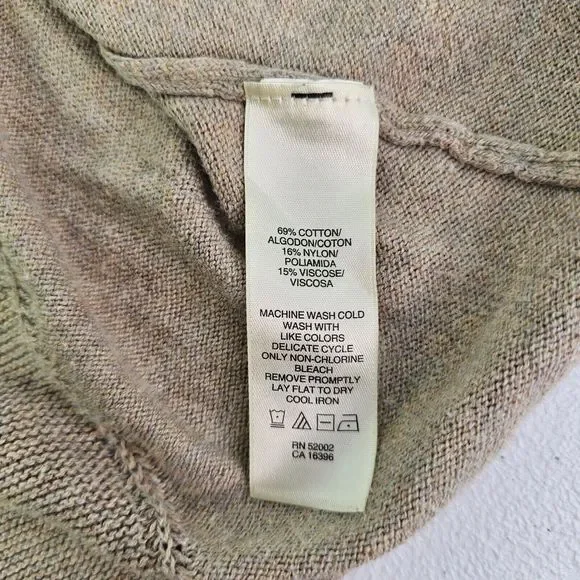 69% COTTON/
ALGODON/COTON
16% NYLON/
POLIAMIDA
15% VISCOSE/
VISCOSA
MACHINE WASH COLD
WASH WITH
LIKE COLORS
DELICATE CYCLE
ONLY NON-CHLORINE
BLEACH
REMOVE PROMPTLY
LAY FLAT TO DRY
COOL IRON
RN 52002
CA 16396